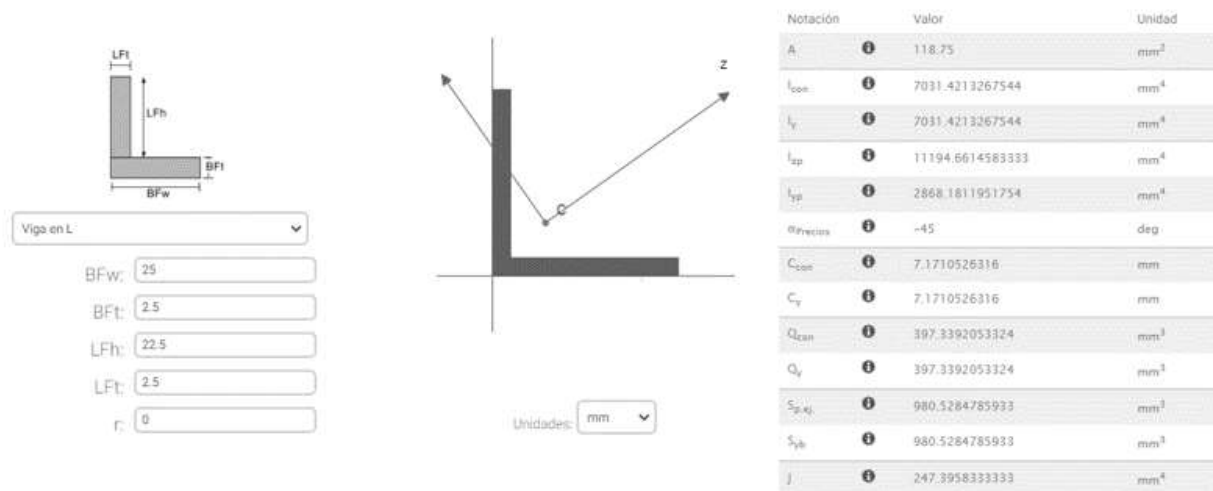 LFt
LFh
BFt
BFw
Viga en L
BFw: 25
BFt: 2.5
LFh: 22.5
LFt: 2.5
r: 0
z
C
Unidades: mm
Notación Valor Unidad
A 118.75 mm²
Icon 7031.4213267544 mm⁴
Iy 7031.4213267544 mm⁴
Izp 11194.6614583333 mm⁴
Iyp 2868.1811951754 mm⁴
αPrecios -45 deg
Ccon 7.1710526316 mm
Cy 7.1710526316 mm
Qcon 397.3392053324 mm³
Qy 397.3392053324 mm³
Sp.ej. 980.5284785933 mm³
Syb 980.5284785933 mm³
J 247.3958333333 mm⁴